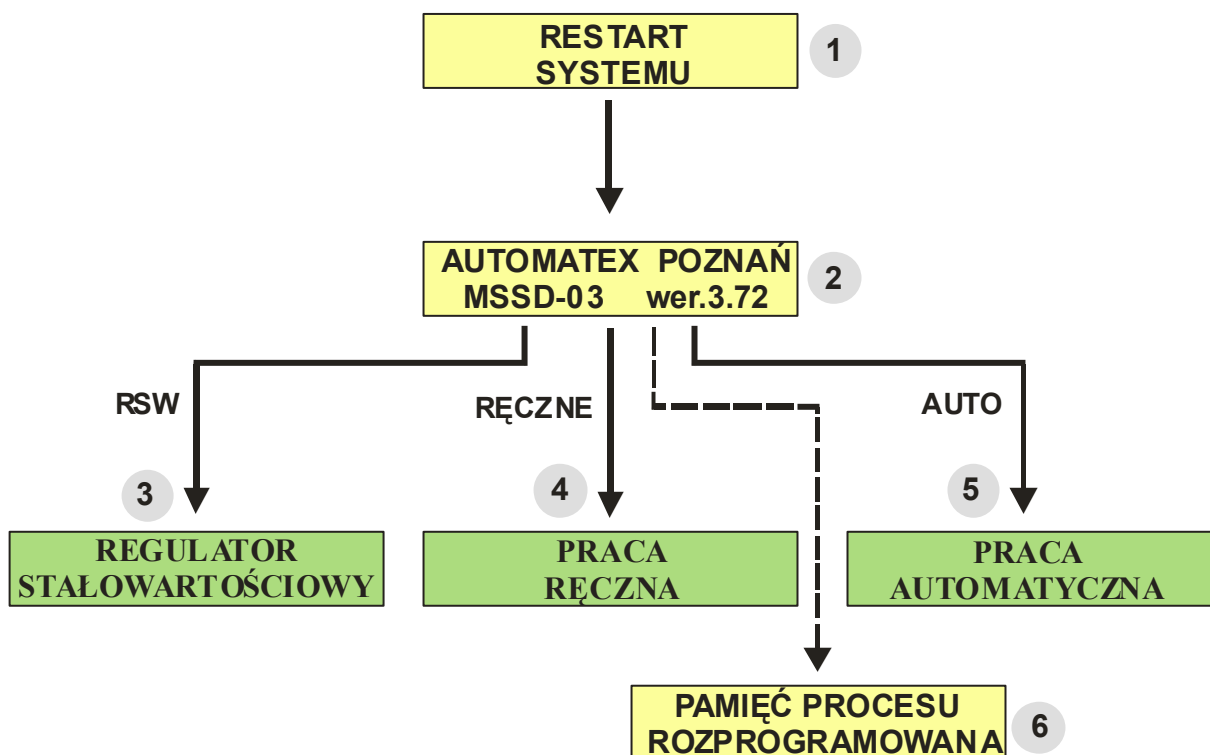 RESTART
SYSTEMU
1
AUTOMATEX POZNAŃ
MSSD-03 wer.3.72
2
RSW
RĘCZNE
AUTO
3
4
5
REGULATOR
STAŁOWARTOŚCIOWY
PRACA
RĘCZNA
PRACA
AUTOMATYCZNA
PAMIĘĆ PROCESU
ROZPROGRAMOWANA
6